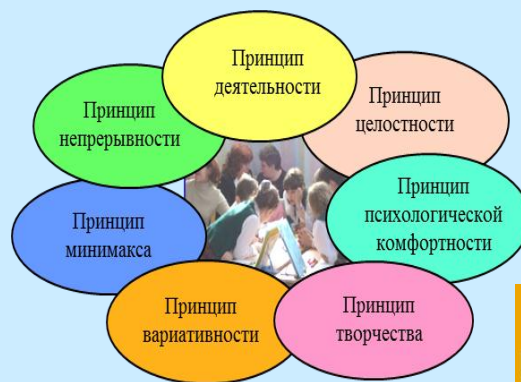 Принцип
деятельности
Принцип
целостности
Принцип
психологической
комфортности
Принцип
творчества
Принцип
вариативности
Принцип
минимакса
Принцип
непрерывности